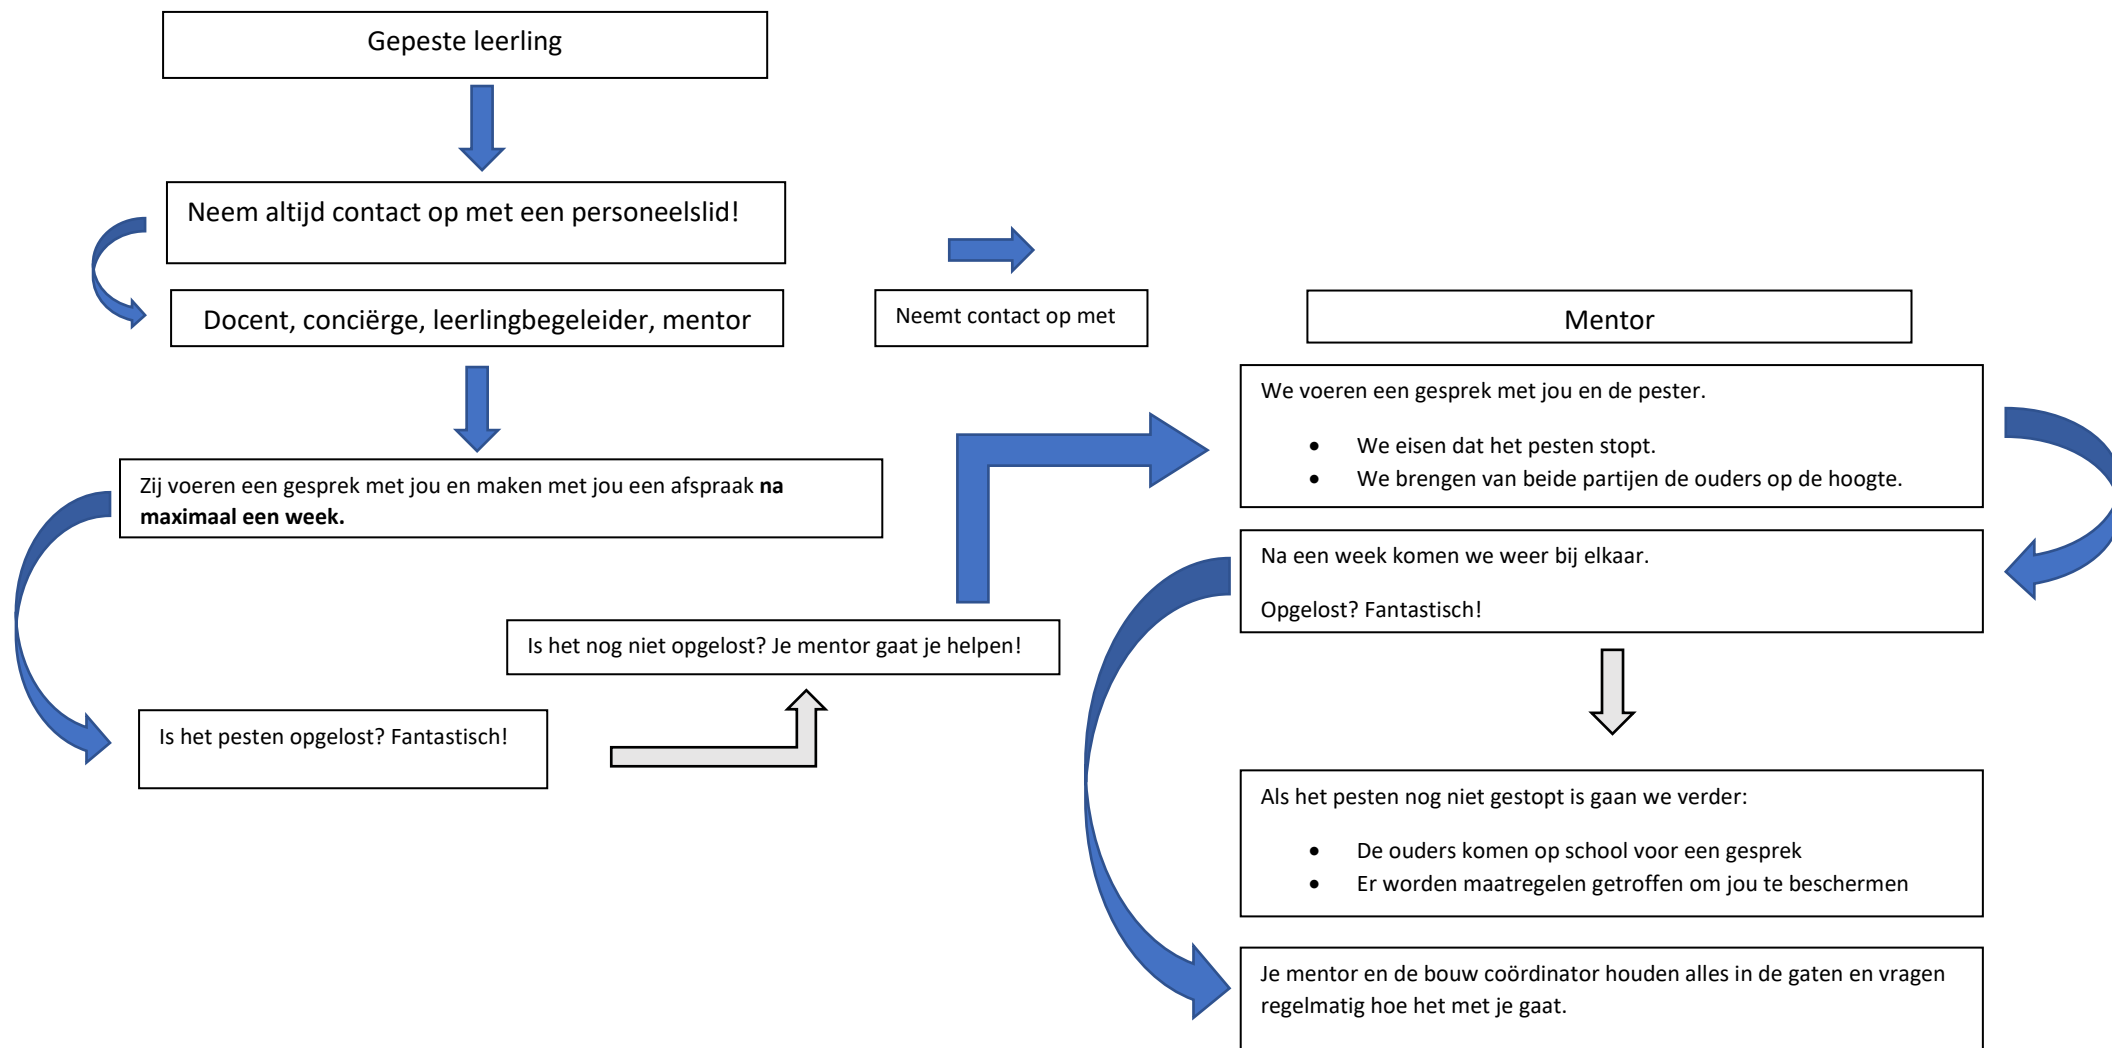 Gepeste leerling
Neem altijd contact op met een personeelslid!
Docent, conciërge, leerlingbegeleider, mentor
Neemt contact op met
Mentor
Zij voeren een gesprek met jou en maken met jou een afspraak na
maximaal een week.
Is het pesten opgelost? Fantastisch!
Is het nog niet opgelost? Je mentor gaat je helpen!
We voeren een gesprek met jou en de pester.
• We eisen dat het pesten stopt.
• We brengen van beide partijen de ouders op de hoogte.
Na een week komen we weer bij elkaar.
Opgelost? Fantastisch!
Als het pesten nog niet gestopt is gaan we verder:
• De ouders komen op school voor een gesprek
• Er worden maatregelen getroffen om jou te beschermen
Je mentor en de bouw coördinator houden alles in de gaten en vragen
regelmatig hoe het met je gaat.